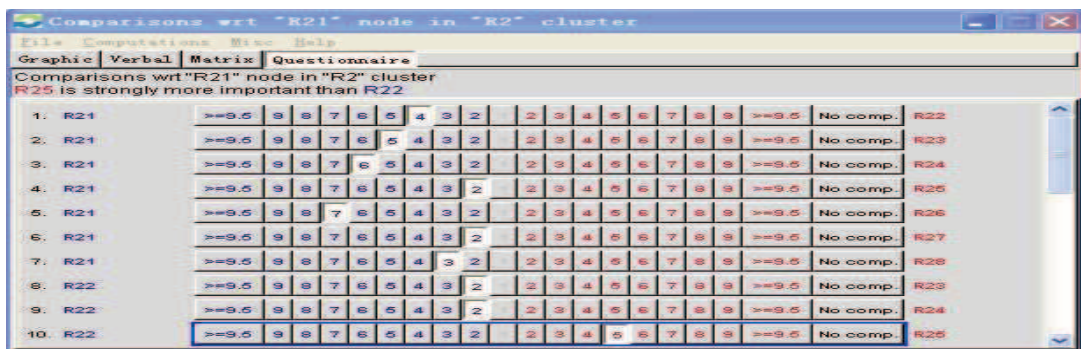 Comparisons wrt "R21" node in "R2" cluster
File Computations Misc Help
Graphic Verbal Matrix Questionnaire
Comparisons wrt "R21" node in "R2" cluster
R25 is strongly more important than R22
1. R21 >=9.5 9 8 7 6 5 4 3 2 2 3 4 5 6 7 8 9 >=9.5 No comp. R22
2. R21 >=9.5 9 8 7 6 5 4 3 2 2 3 4 5 6 7 8 9 >=9.5 No comp. R23
3. R21 >=9.5 9 8 7 6 5 4 3 2 2 3 4 5 6 7 8 9 >=9.5 No comp. R24
4. R21 >=9.5 9 8 7 6 5 4 3 2 2 3 4 5 6 7 8 9 >=9.5 No comp. R25
5. R21 >=9.5 9 8 7 6 5 4 3 2 2 3 4 5 6 7 8 9 >=9.5 No comp. R26
6. R21 >=9.5 9 8 7 6 5 4 3 2 2 3 4 5 6 7 8 9 >=9.5 No comp. R27
7. R21 >=9.5 9 8 7 6 5 4 3 2 2 3 4 5 6 7 8 9 >=9.5 No comp. R28
8. R22 >=9.5 9 8 7 6 5 4 3 2 2 3 4 5 6 7 8 9 >=9.5 No comp. R23
9. R22 >=9.5 9 8 7 6 5 4 3 2 2 3 4 5 6 7 8 9 >=9.5 No comp. R24
10. R22 >=9.5 9 8 7 6 5 4 3 2 2 3 4 5 6 7 8 9 >=9.5 No comp. R25